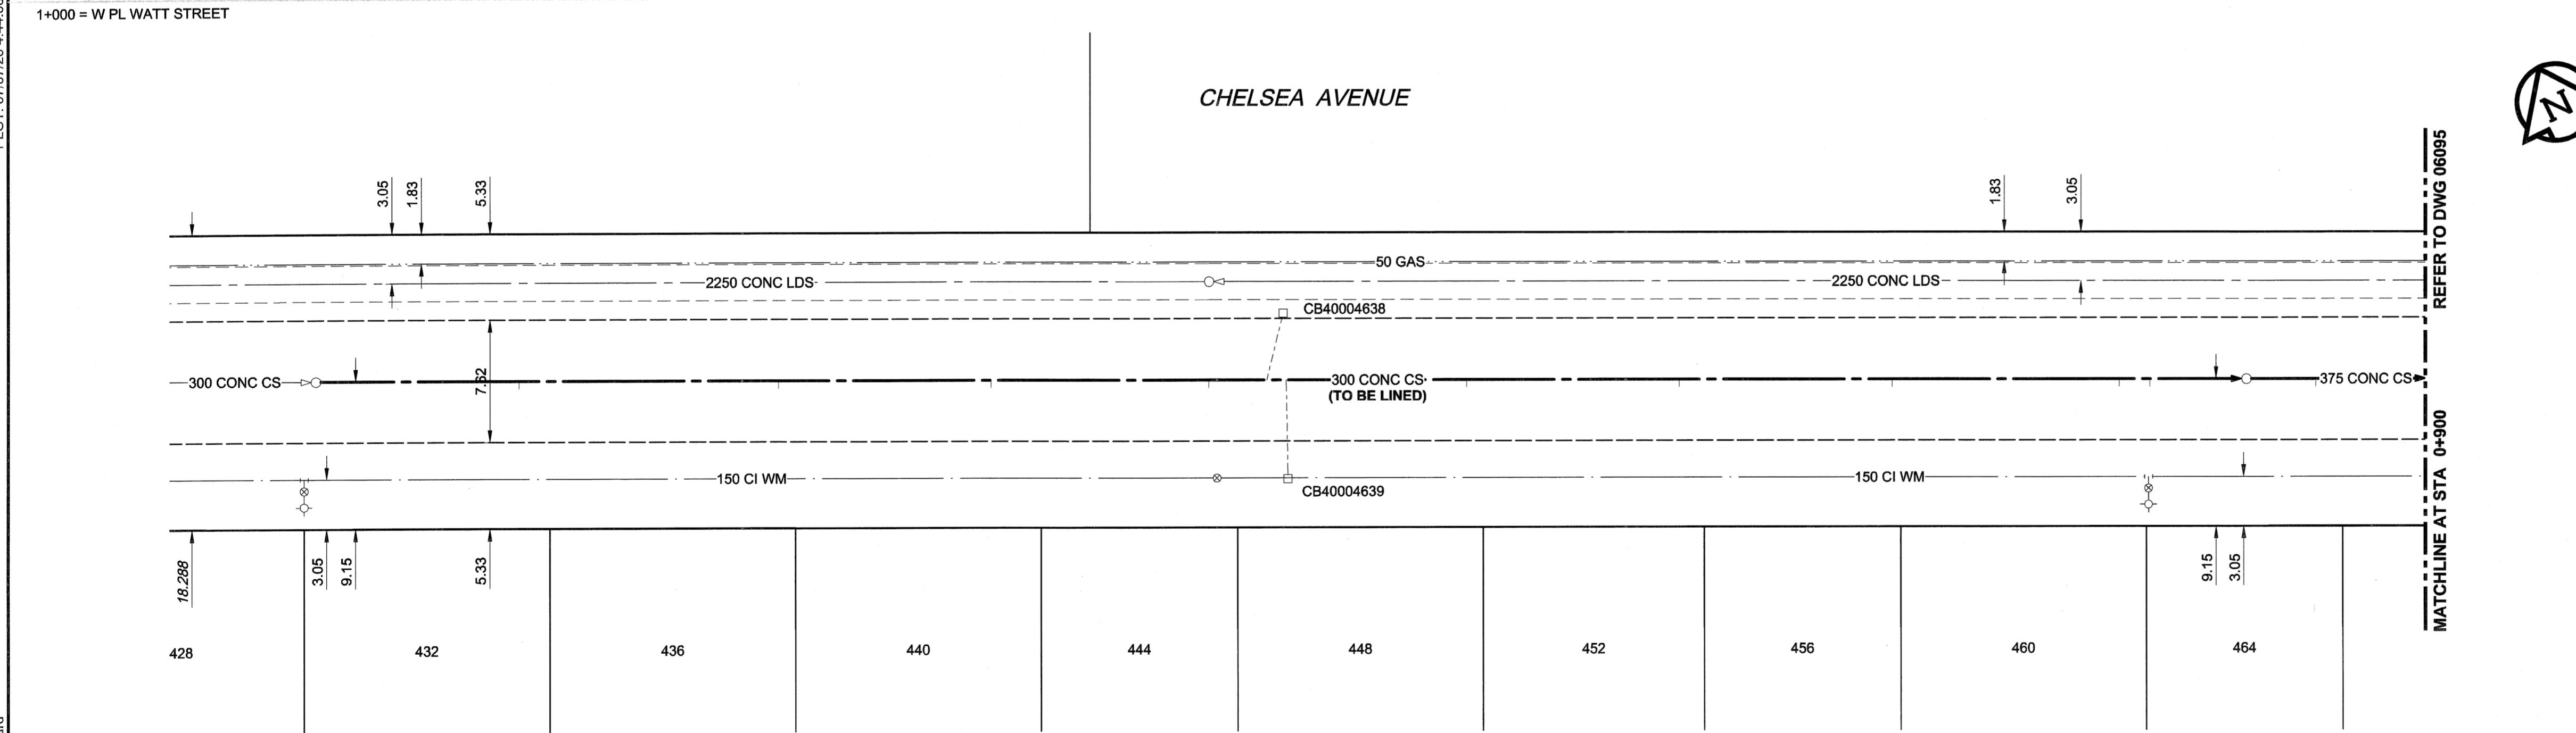 1+000 = W PL WATT STREET
CHELSEA AVENUE
N
3.05
1.83
5.33
1.83
3.05
50 GAS
2250 CONC LDS
2250 CONC LDS
CB40004638
300 CONC CS
7.62
300 CONC CS
(TO BE LINED)
375 CONC CS
150 CI WM
150 CI WM
CB40004639
18.288
3.05
9.15
5.33
9.15
3.05
428
432
436
440
444
448
452
456
460
464
REFER TO DWG 06095
MATCHLINE AT STA 0+900